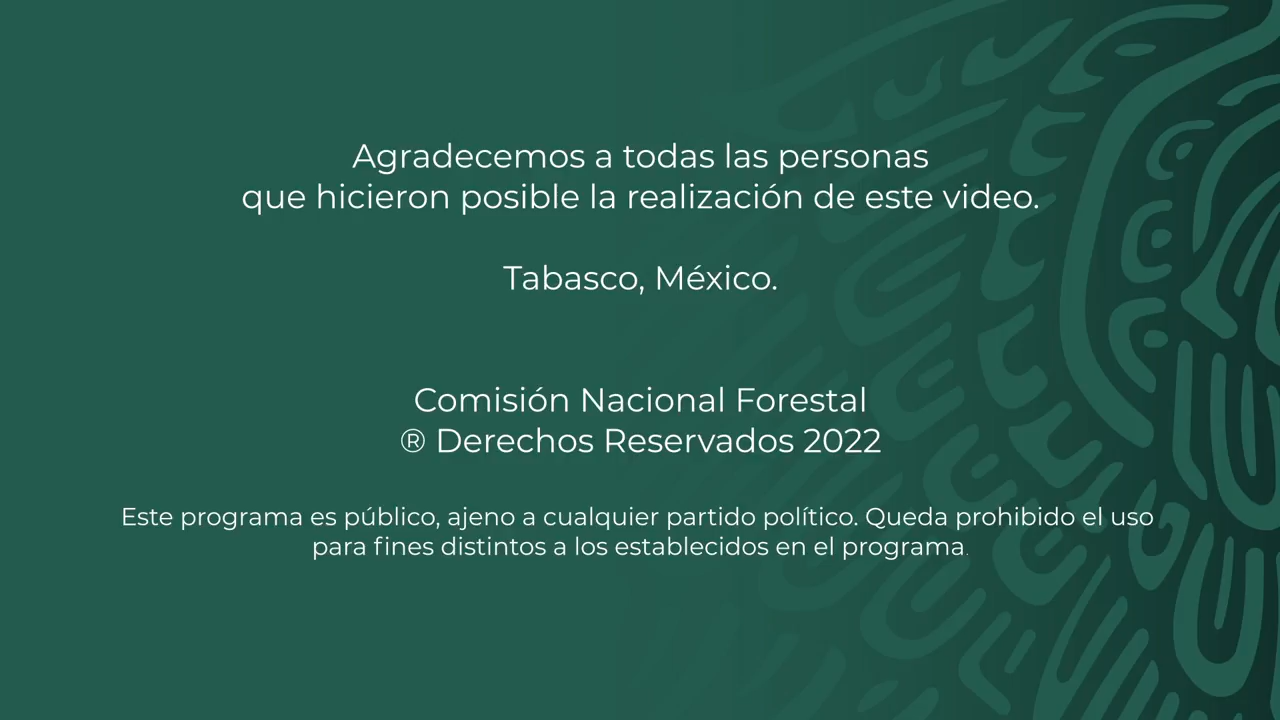 Agradecemos a todas las personas
que hicieron posible la realización de este video.
Tabasco, México.
Comisión Nacional Forestal
® Derechos Reservados 2022
Este programa es público, ajeno a cualquier partido político. Queda prohibido el uso
para fines distintos a los establecidos en el programa.